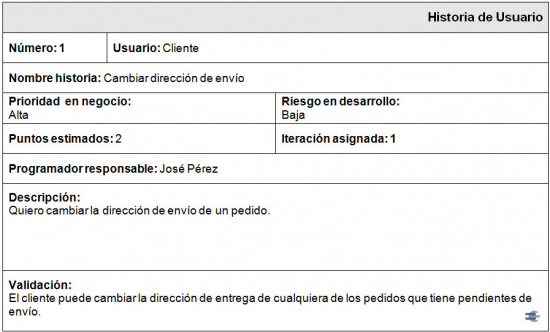 Historia de Usuario
Número: 1
Usuario: Cliente
Nombre historia: Cambiar dirección de envío
Prioridad en negocio:
Alta
Riesgo en desarrollo:
Baja
Puntos estimados: 2
Iteración asignada: 1
Programador responsable: José Pérez
Descripción:
Quiero cambiar la dirección de envío de un pedido.
Validación:
El cliente puede cambiar la dirección de entrega de cualquiera de los pedidos que tiene pendientes de
envío.